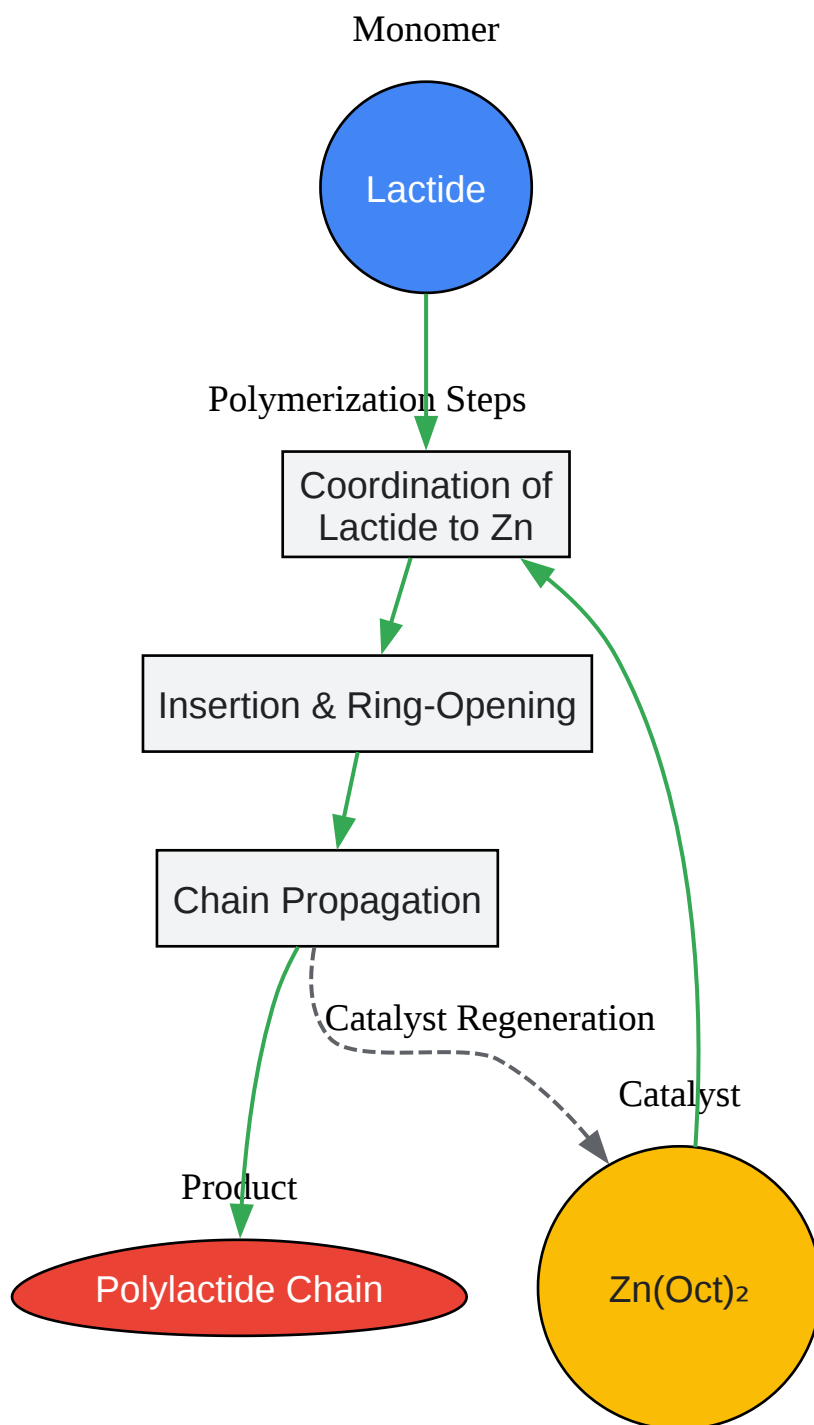 Monomer
Lactide
Polymerization Steps
Coordination of
Lactide to Zn
Insertion & Ring-Opening
Chain Propagation
Catalyst Regeneration
Catalyst
Product
Polylactide Chain
Zn(Oct)₂